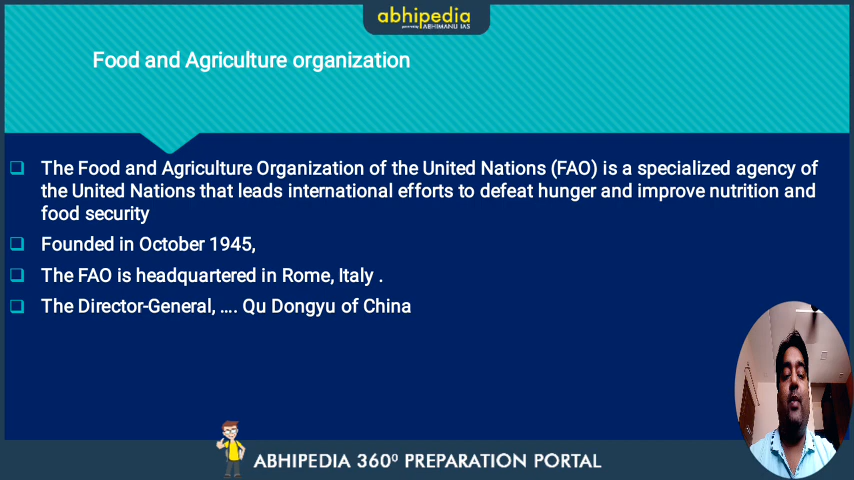 abhipedia
powered by ABHIMANU IAS
Food and Agriculture organization
The Food and Agriculture Organization of the United Nations (FAO) is a specialized agency of
the United Nations that leads international efforts to defeat hunger and improve nutrition and
food security
Founded in October 1945,
The FAO is headquartered in Rome, Italy .
The Director-General, .... Qu Dongyu of China
ABHIPEDIA 360⁰ PREPARATION PORTAL